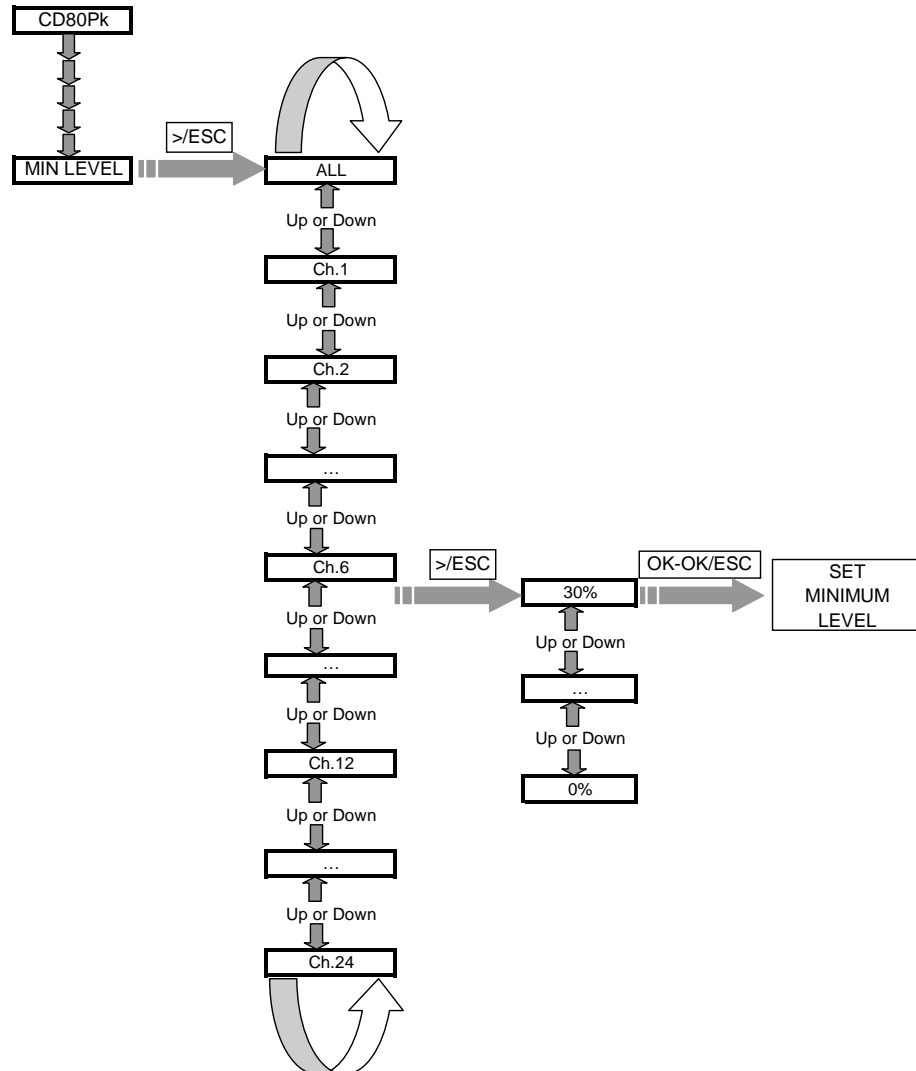 CD80Pk
>/ESC
MIN LEVEL
ALL
Up or Down
Ch.1
Up or Down
Ch.2
Up or Down
...
Up or Down
Ch.6
>/ESC
30%
OK-OK/ESC
SET
MINIMUM
LEVEL
Up or Down
...
Up or Down
Ch.12
Up or Down
...
Up or Down
Ch.24
Up or Down
...
Up or Down
0%